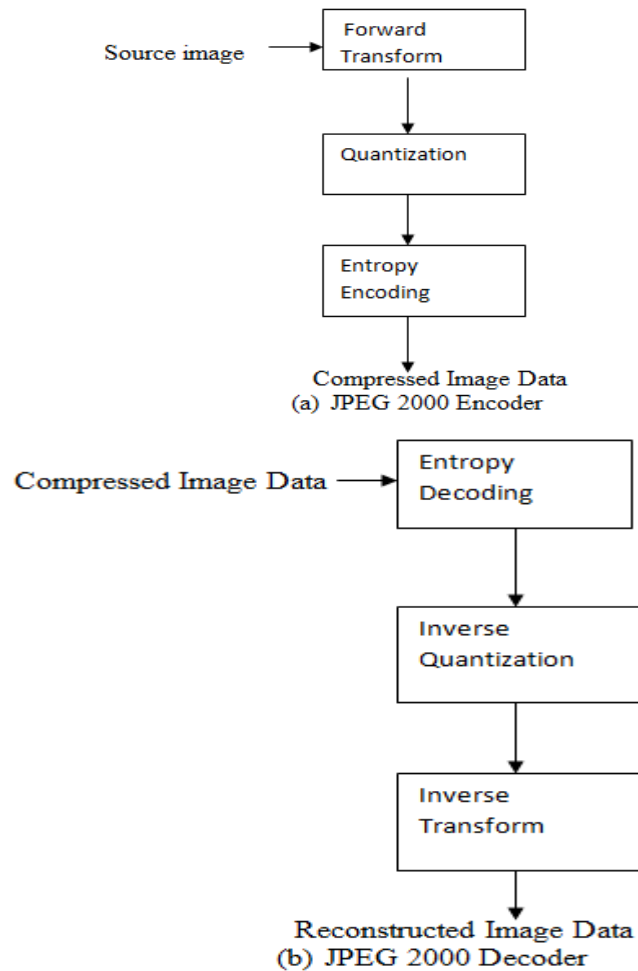 Forward
Source image
Transform
Quantization
Entropy
Encoding
Compressed Image Data
(a) JPEG 2000 Encoder
Entropy
Compressed Image Data
Decoding
Inverse
Quantization
Inverse
Transform
Reconstructed Image Data
(b) JPEG 2000 Decoder